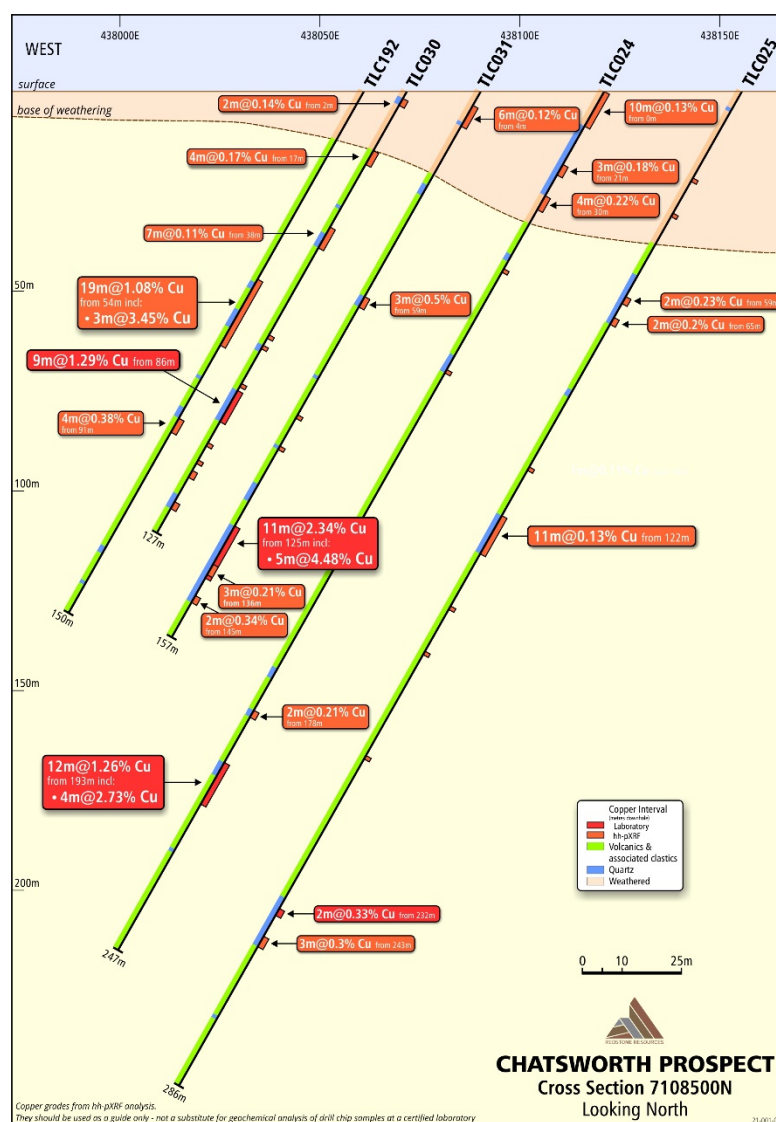 438000E
438050E
438100E
438150E
WEST
TLC192
TLC030
TLC031
TLC024
TLC025
surface
base of weathering
2m@0.14% Cu from 2m
6m@0.12% Cu
from 4m
10m@0.13% Cu
from 0m
4m@0.17% Cu from 17m
3m@0.18% Cu
from 21m
4m@0.22% Cu
from 30m
7m@0.11% Cu from 38m
50m
19m@1.08% Cu
from 54m incl:
• 3m@3.45% Cu
3m@0.5% Cu
from 59m
2m@0.23% Cu from 59m
2m@0.2% Cu from 65m
9m@1.29% Cu from 86m
4m@0.38% Cu
from 91m
100m
127m
11m@2.34% Cu
from 125m incl:
• 5m@4.48% Cu
11m@0.13% Cu from 122m
3m@0.21% Cu
from 136m
2m@0.34% Cu
from 145m
150m
157m
150m
2m@0.21% Cu
from 178m
12m@1.26% Cu
from 193m incl:
• 4m@2.73% Cu
Copper Interval
(metres downhole)
Laboratory
hh-pXRF
Volcanics &
associated clastics
Quartz
Weathered
200m
2m@0.33% Cu from 232m
3m@0.3% Cu from 243m
247m
0 10 25m
286m
REDSTONE RESOURCES
CHATSWORTH PROSPECT
Cross Section 7108500N
Looking North
Copper grades from hh-pXRF analysis.
They should be used as a guide only - not a substitute for geochemical analysis of drill chip samples at a certified laboratory